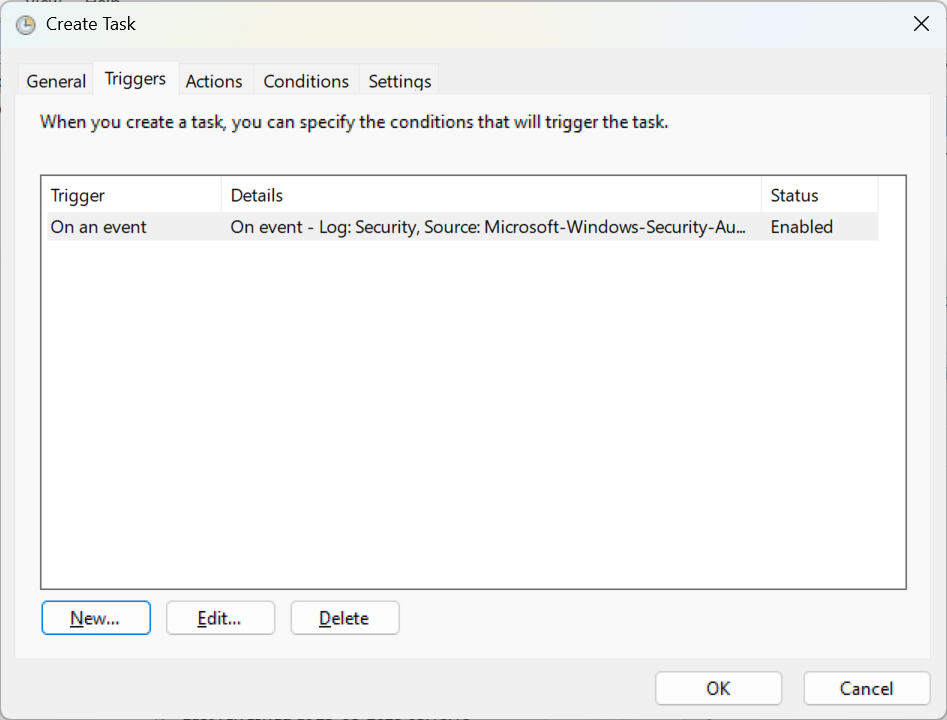 Create Task
General Triggers Actions Conditions Settings
When you create a task, you can specify the conditions that will trigger the task.
Trigger Details Status
On an event On event - Log: Security, Source: Microsoft-Windows-Security-Au... Enabled
New... Edit... Delete
OK Cancel